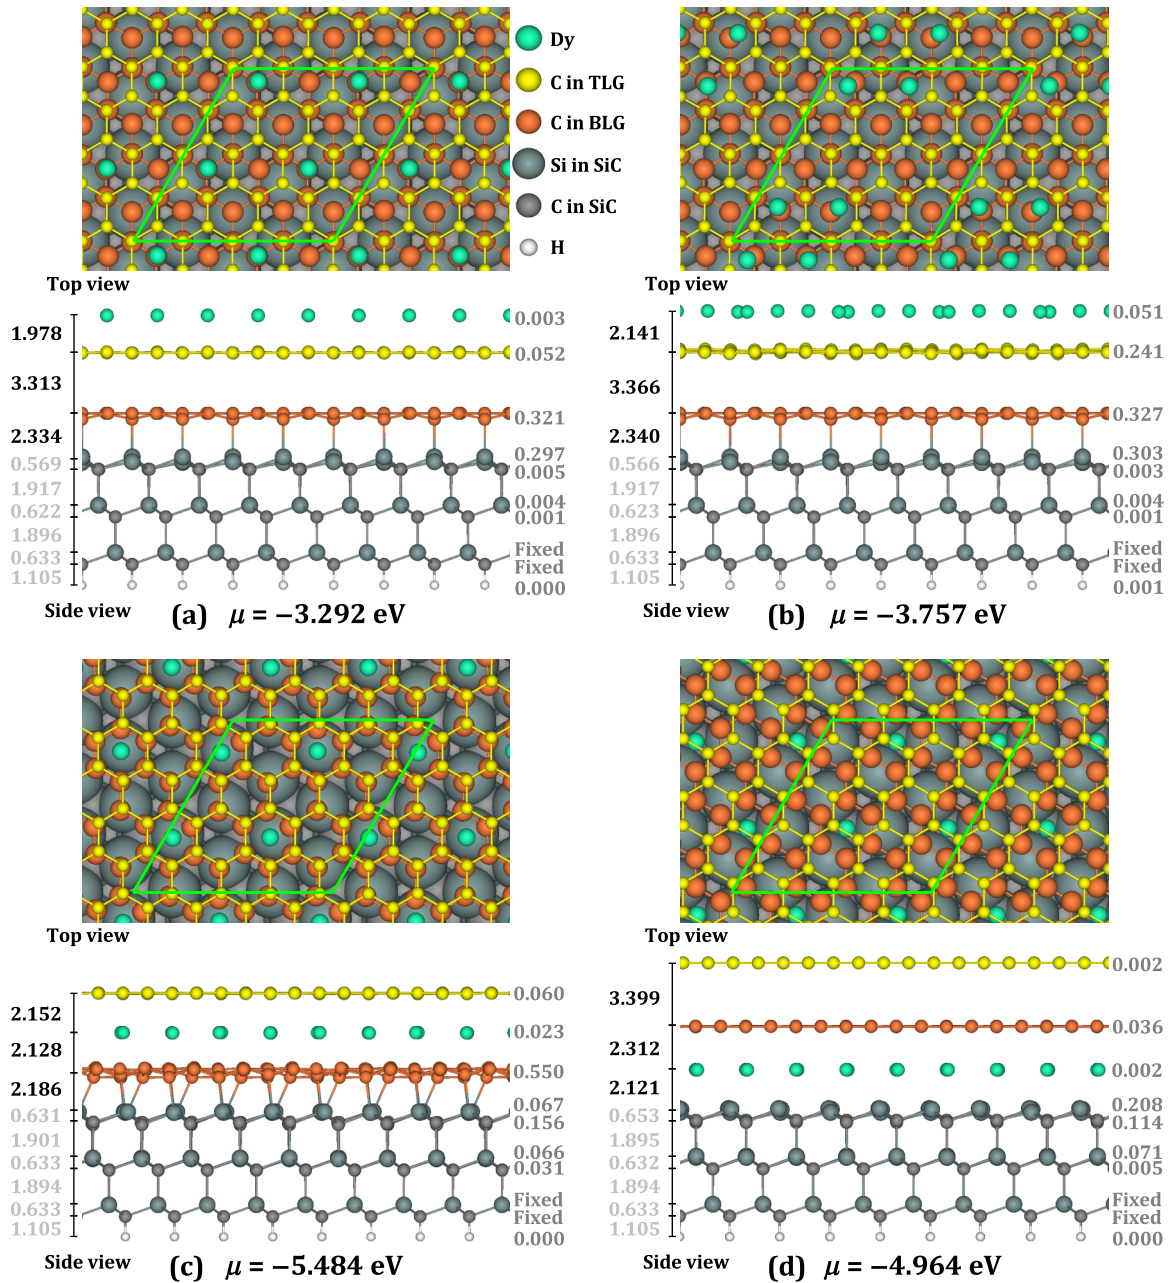 Dy
C in TLG
C in BLG
Si in SiC
C in SiC
H
Top view
1.978
3.313
2.334
0.569
1.917
0.622
1.896
0.633
1.105
0.003
0.052
0.321
0.297
0.005
0.004
0.001
Fixed
Fixed
0.000
Side view
(a) μ = −3.292 eV
Top view
2.141
3.366
2.340
0.566
1.917
0.623
1.896
0.633
1.105
0.051
0.241
0.327
0.303
0.003
0.004
0.001
Fixed
Fixed
0.001
Side view
(b) μ = −3.757 eV
Top view
2.152
2.128
2.186
0.631
1.901
0.633
1.894
0.633
1.105
0.060
0.023
0.550
0.067
0.156
0.066
0.031
Fixed
Fixed
0.000
Side view
(c) μ = −5.484 eV
Top view
3.399
2.312
2.121
0.653
1.895
0.632
1.894
0.633
1.105
0.002
0.036
0.002
0.208
0.114
0.071
0.005
Fixed
Fixed
0.000
Side view
(d) μ = −4.964 eV